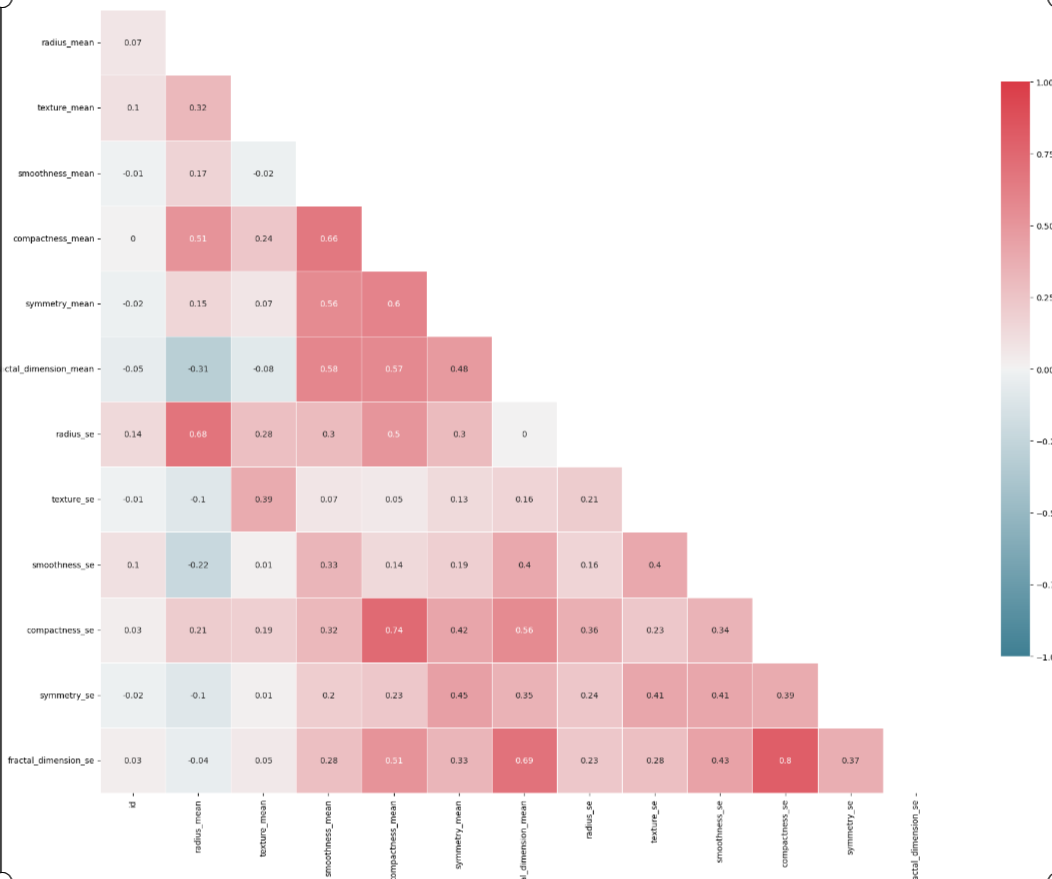 radius_mean 0.07
texture_mean 0.1 0.32
smoothness_mean -0.01 0.17 -0.02
compactness_mean 0 0.51 0.24 0.66
symmetry_mean -0.02 0.15 0.07 0.56 0.6
ctal_dimension_mean -0.05 -0.31 -0.08 0.58 0.57 0.48
radius_se 0.14 0.68 0.28 0.3 0.5 0.3 0
texture_se -0.01 -0.1 0.39 0.07 0.05 0.13 0.16 0.21
smoothness_se 0.1 -0.22 0.01 0.33 0.14 0.19 0.4 0.16 0.4
compactness_se 0.03 0.21 0.19 0.32 0.74 0.42 0.56 0.36 0.23 0.34
symmetry_se -0.02 -0.1 0.01 0.2 0.23 0.45 0.35 0.24 0.41 0.41 0.39
fractal_dimension_se 0.03 -0.04 0.05 0.28 0.51 0.33 0.69 0.23 0.28 0.43 0.8 0.37
id radius_mean texture_mean smoothness_mean ompactness_mean symmetry_mean al_dimension_mean radius_se texture_se smoothness_se compactness_se symmetry_se actal_dimension_se
1.00
0.75
0.50
0.25
0.00
-0.2
-0.5
-0.
-1.0